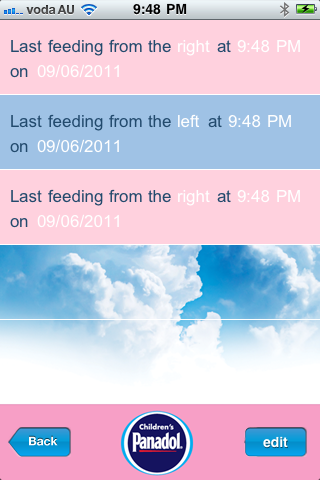 voda AU 9:48 PM
Last feeding from the right at 9:48 PM
on 09/06/2011
Last feeding from the left at 9:48 PM
on 09/06/2011
Last feeding from the right at 9:48 PM
on 09/06/2011
Children's
Panadol.
Back
edit